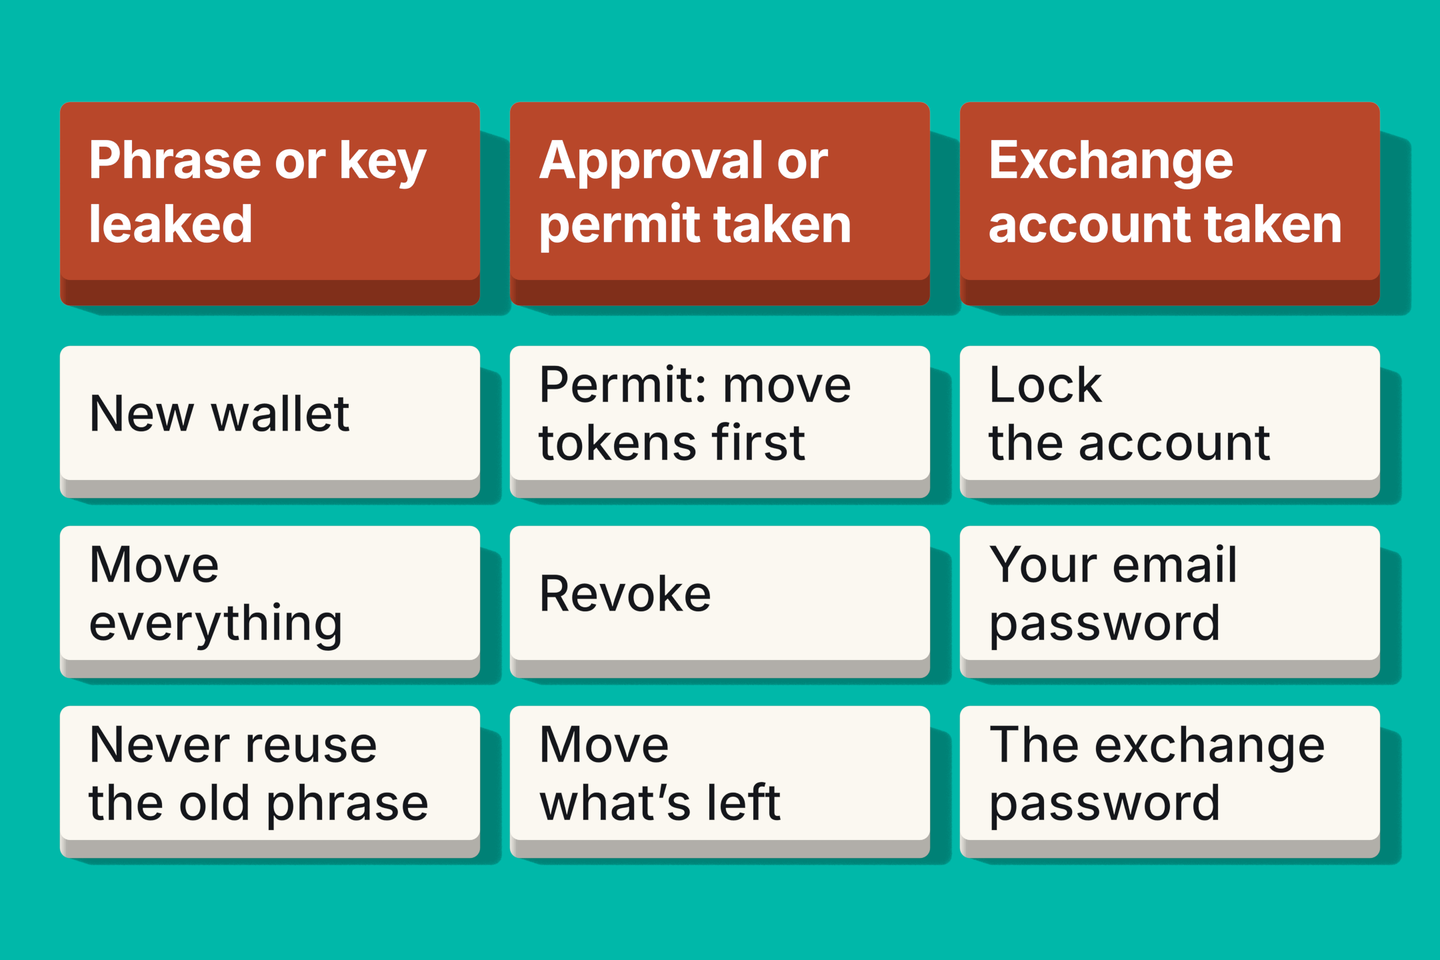 Phrase or key
leaked
Approval or
permit taken
Exchange
account taken
New wallet
Permit: move
tokens first
Lock
the account
Move
everything
Revoke
Your email
password
Never reuse
the old phrase
Move
what’s left
The exchange
password